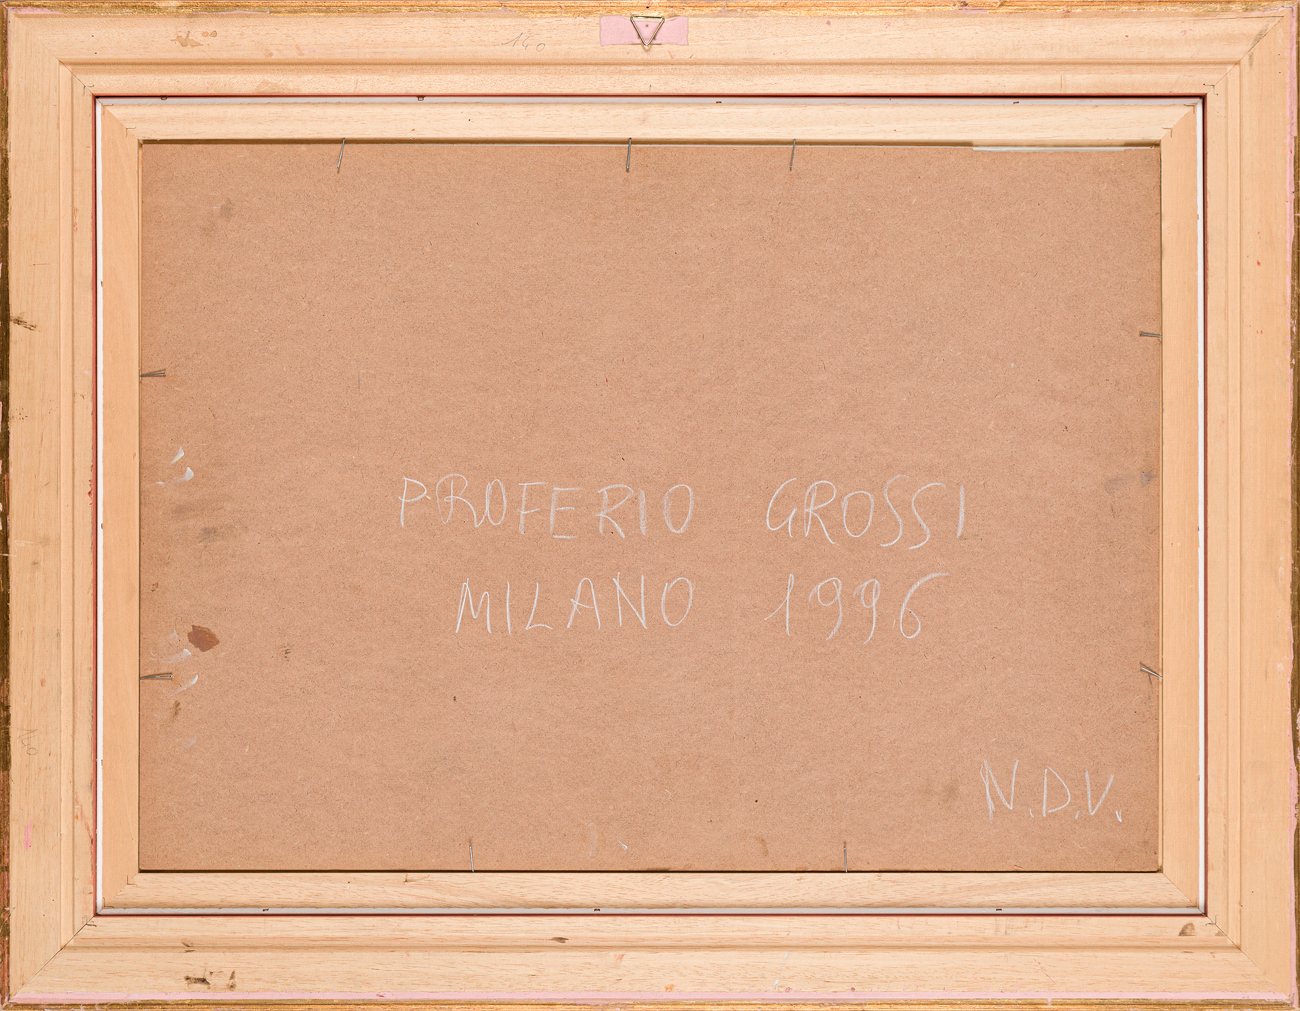 PROFERIO GROSSI
MILANO 1996
N.D.V.